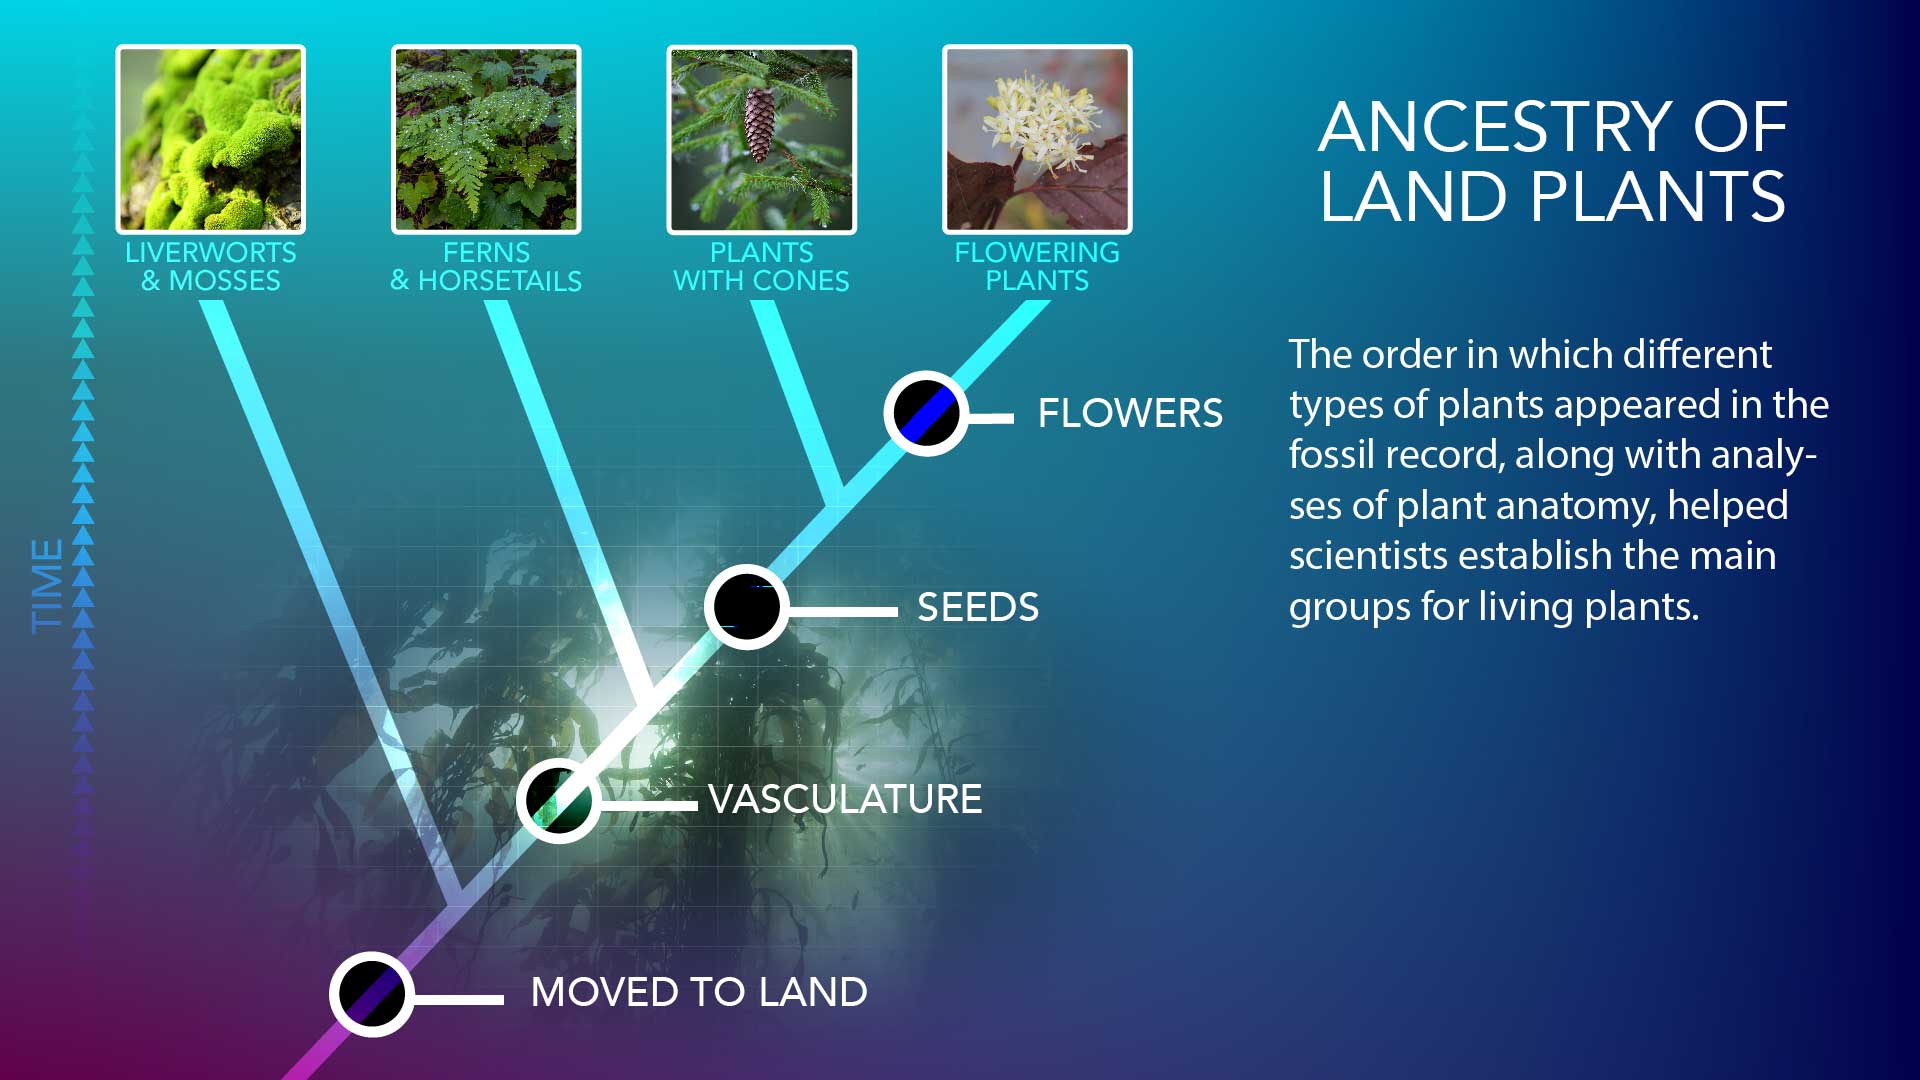 ANCESTRY OF
LAND PLANTS
LIVERWORTS
& MOSSES
FERNS
& HORSETAILS
PLANTS
WITH CONES
FLOWERING
PLANTS
The order in which different
types of plants appeared in the
fossil record, along with analy-
ses of plant anatomy, helped
scientists establish the main
groups for living plants.
FLOWERS
SEEDS
VASCULATURE
MOVED TO LAND
TIME